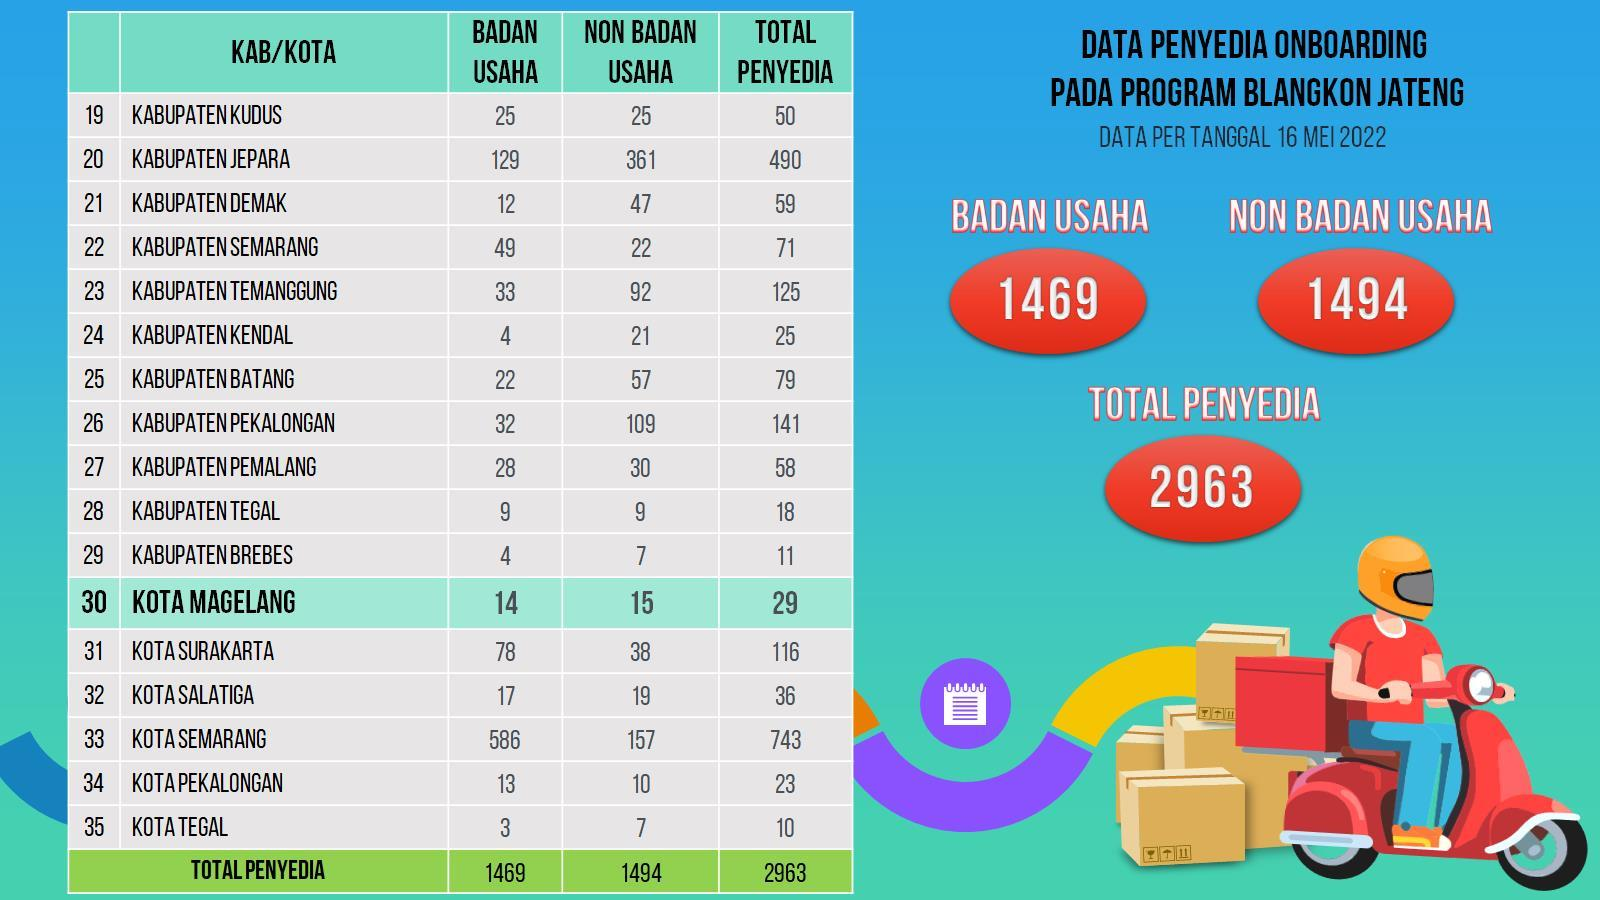 KAB/KOTA BADAN USAHA NON BADAN USAHA TOTAL PENYEDIA
19 KABUPATEN KUDUS 25 25 50
20 KABUPATEN JEPARA 129 361 490
21 KABUPATEN DEMAK 12 47 59
22 KABUPATEN SEMARANG 49 22 71
23 KABUPATEN TEMANGGUNG 33 92 125
24 KABUPATEN KENDAL 4 21 25
25 KABUPATEN BATANG 22 57 79
26 KABUPATEN PEKALONGAN 32 109 141
27 KABUPATEN PEMALANG 28 30 58
28 KABUPATEN TEGAL 9 9 18
29 KABUPATEN BREBES 4 7 11
30 KOTA MAGELANG 14 15 29
31 KOTA SURAKARTA 78 38 116
32 KOTA SALATIGA 17 19 36
33 KOTA SEMARANG 586 157 743
34 KOTA PEKALONGAN 13 10 23
35 KOTA TEGAL 3 7 10
TOTAL PENYEDIA 1469 1494 2963
DATA PENYEDIA ONBOARDING
PADA PROGRAM BLANGKON JATENG
DATA PER TANGGAL 16 MEI 2022
BADAN USAHA NON BADAN USAHA
1469 1494
TOTAL PENYEDIA
2963